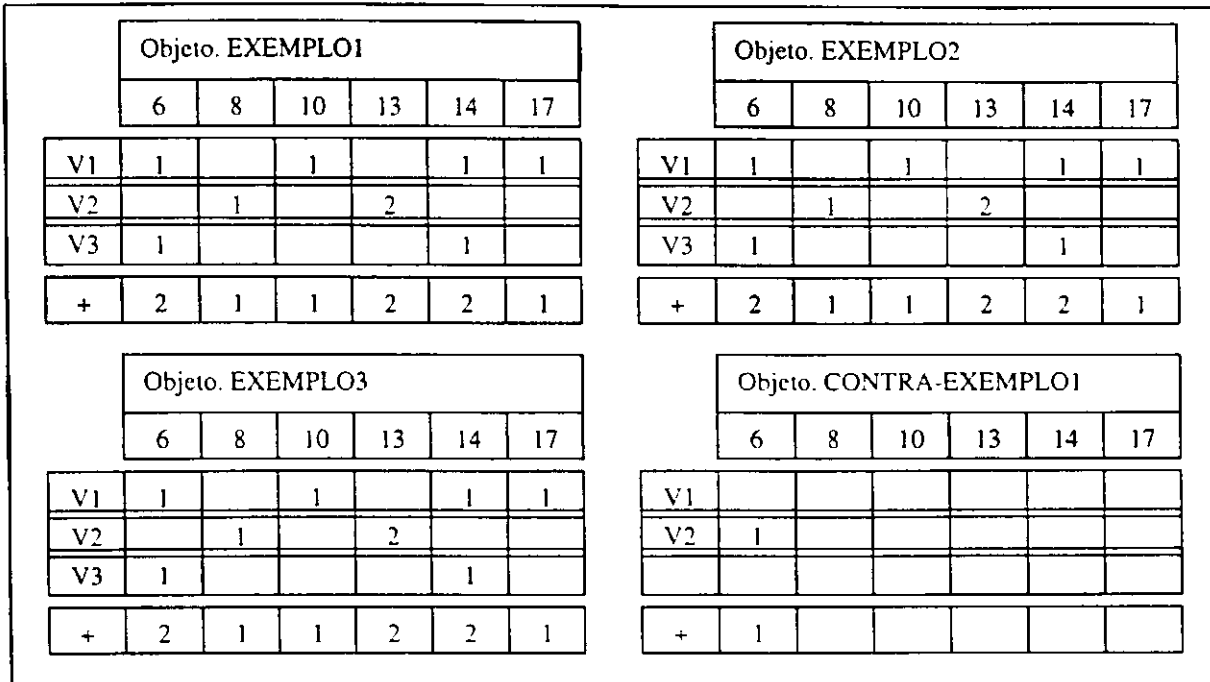 Objeto. EXEMPLO1
6 8 10 13 14 17
V1 1 1 1 1
V2 1 2
V3 1 1
+ 2 1 1 2 2 1
Objeto. EXEMPLO2
6 8 10 13 14 17
V1 1 1 1 1
V2 1 2
V3 1 1
+ 2 1 1 2 2 1
Objeto. EXEMPLO3
6 8 10 13 14 17
V1 1 1 1 1
V2 1 2
V3 1 1
+ 2 1 1 2 2 1
Objeto. CONTRA-EXEMPLO1
6 8 10 13 14 17
V1
V2 1
+ 1